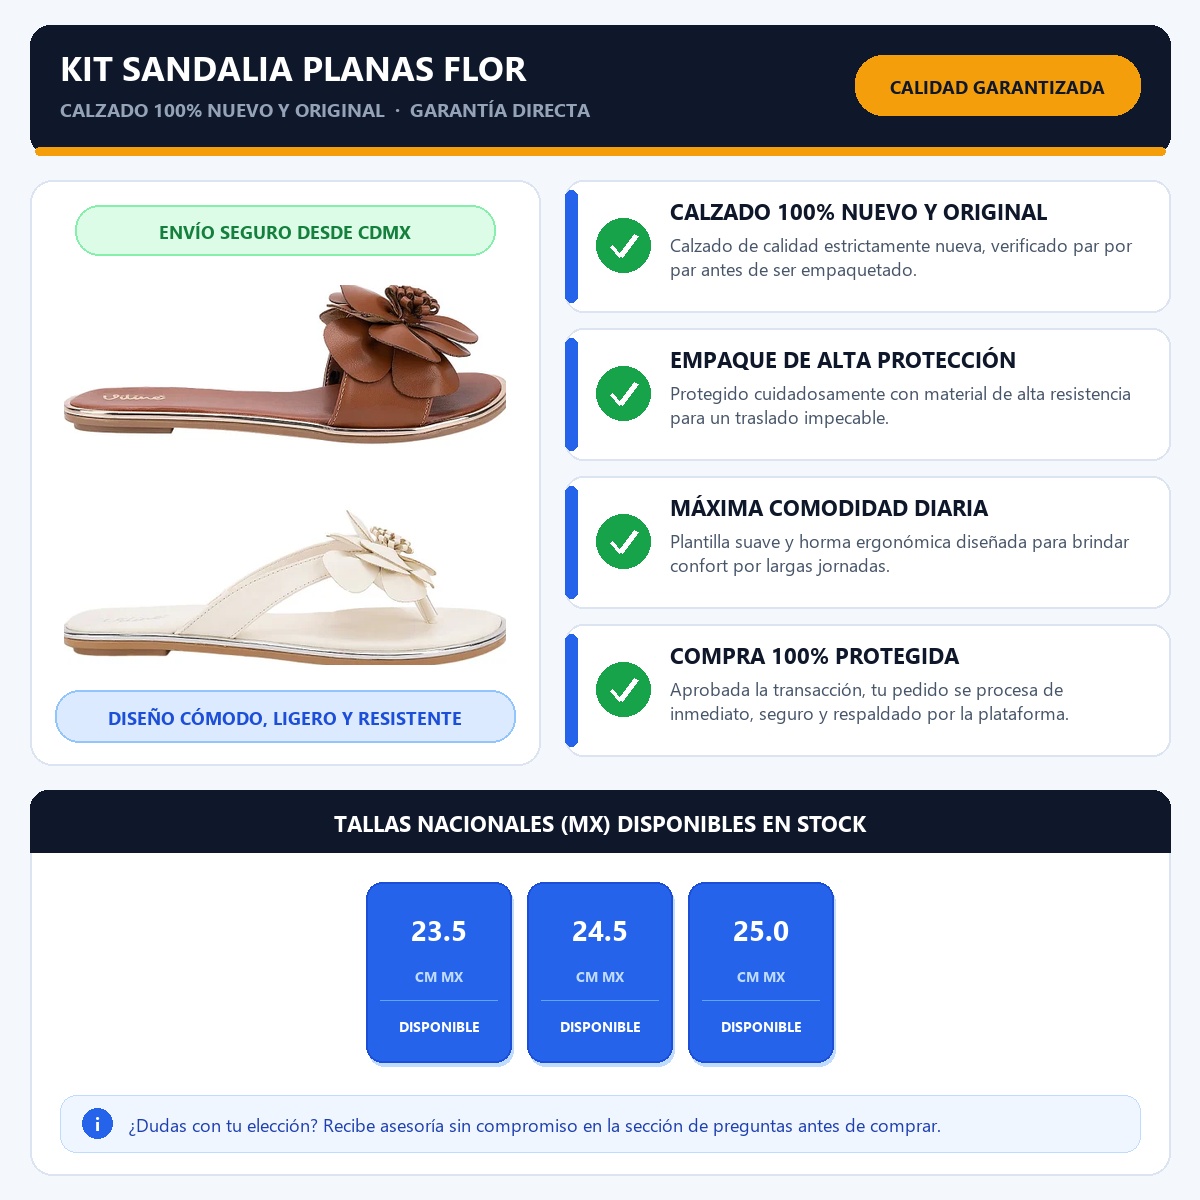 KIT SANDALIA PLANAS FLOR
CALZADO 100% NUEVO Y ORIGINAL · GARANTÍA DIRECTA
CALIDAD GARANTIZADA
ENVÍO SEGURO DESDE CDMX
DISEÑO CÓMODO, LIGERO Y RESISTENTE
CALZADO 100% NUEVO Y ORIGINAL
Calzado de calidad estrictamente nueva, verificado par por
par antes de ser empaquetado.
EMPAQUE DE ALTA PROTECCIÓN
Protegido cuidadosamente con material de alta resistencia
para un traslado impecable.
MÁXIMA COMODIDAD DIARIA
Plantilla suave y horma ergonómica diseñada para brindar
confort por largas jornadas.
COMPRA 100% PROTEGIDA
Aprobada la transacción, tu pedido se procesa de
inmediato, seguro y respaldado por la plataforma.
TALLAS NACIONALES (MX) DISPONIBLES EN STOCK
23.5
CM MX
DISPONIBLE
24.5
CM MX
DISPONIBLE
25.0
CM MX
DISPONIBLE
¿Dudas con tu elección? Recibe asesoría sin compromiso en la sección de preguntas antes de comprar.